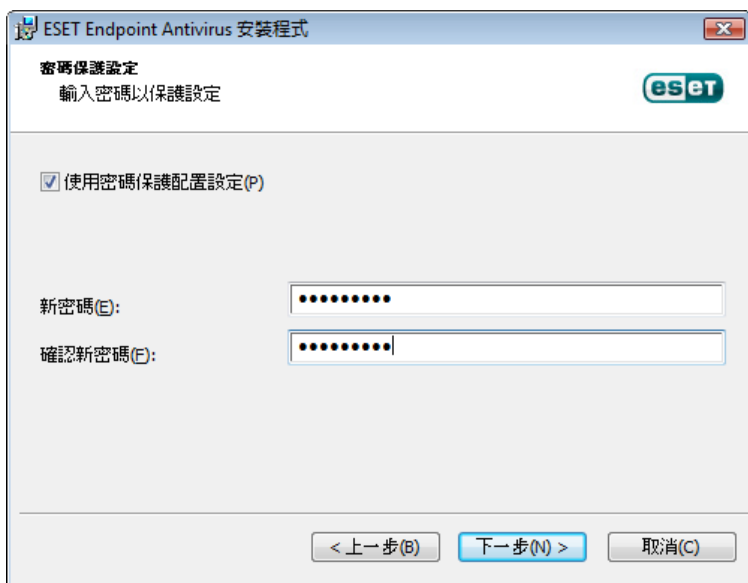 ESET Endpoint Antivirus 安裝程式
密碼保護設定
輸入密碼以保護設定
eseT
使用密碼保護配置設定(P)
新密碼(E): •••••••••
確認新密碼(F): •••••••••
< 上一步(B) 下一步(N) > 取消(C)